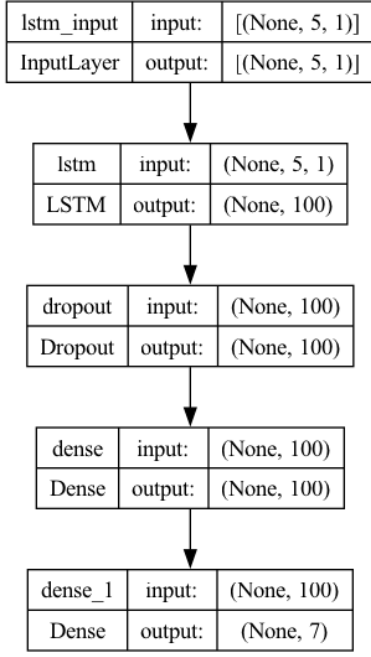 lstm_input input: [(None, 5, 1)]
InputLayer output: [(None, 5, 1)]
lstm input: (None, 5, 1)
LSTM output: (None, 100)
dropout input: (None, 100)
Dropout output: (None, 100)
dense input: (None, 100)
Dense output: (None, 100)
dense_1 input: (None, 100)
Dense output: (None, 7)